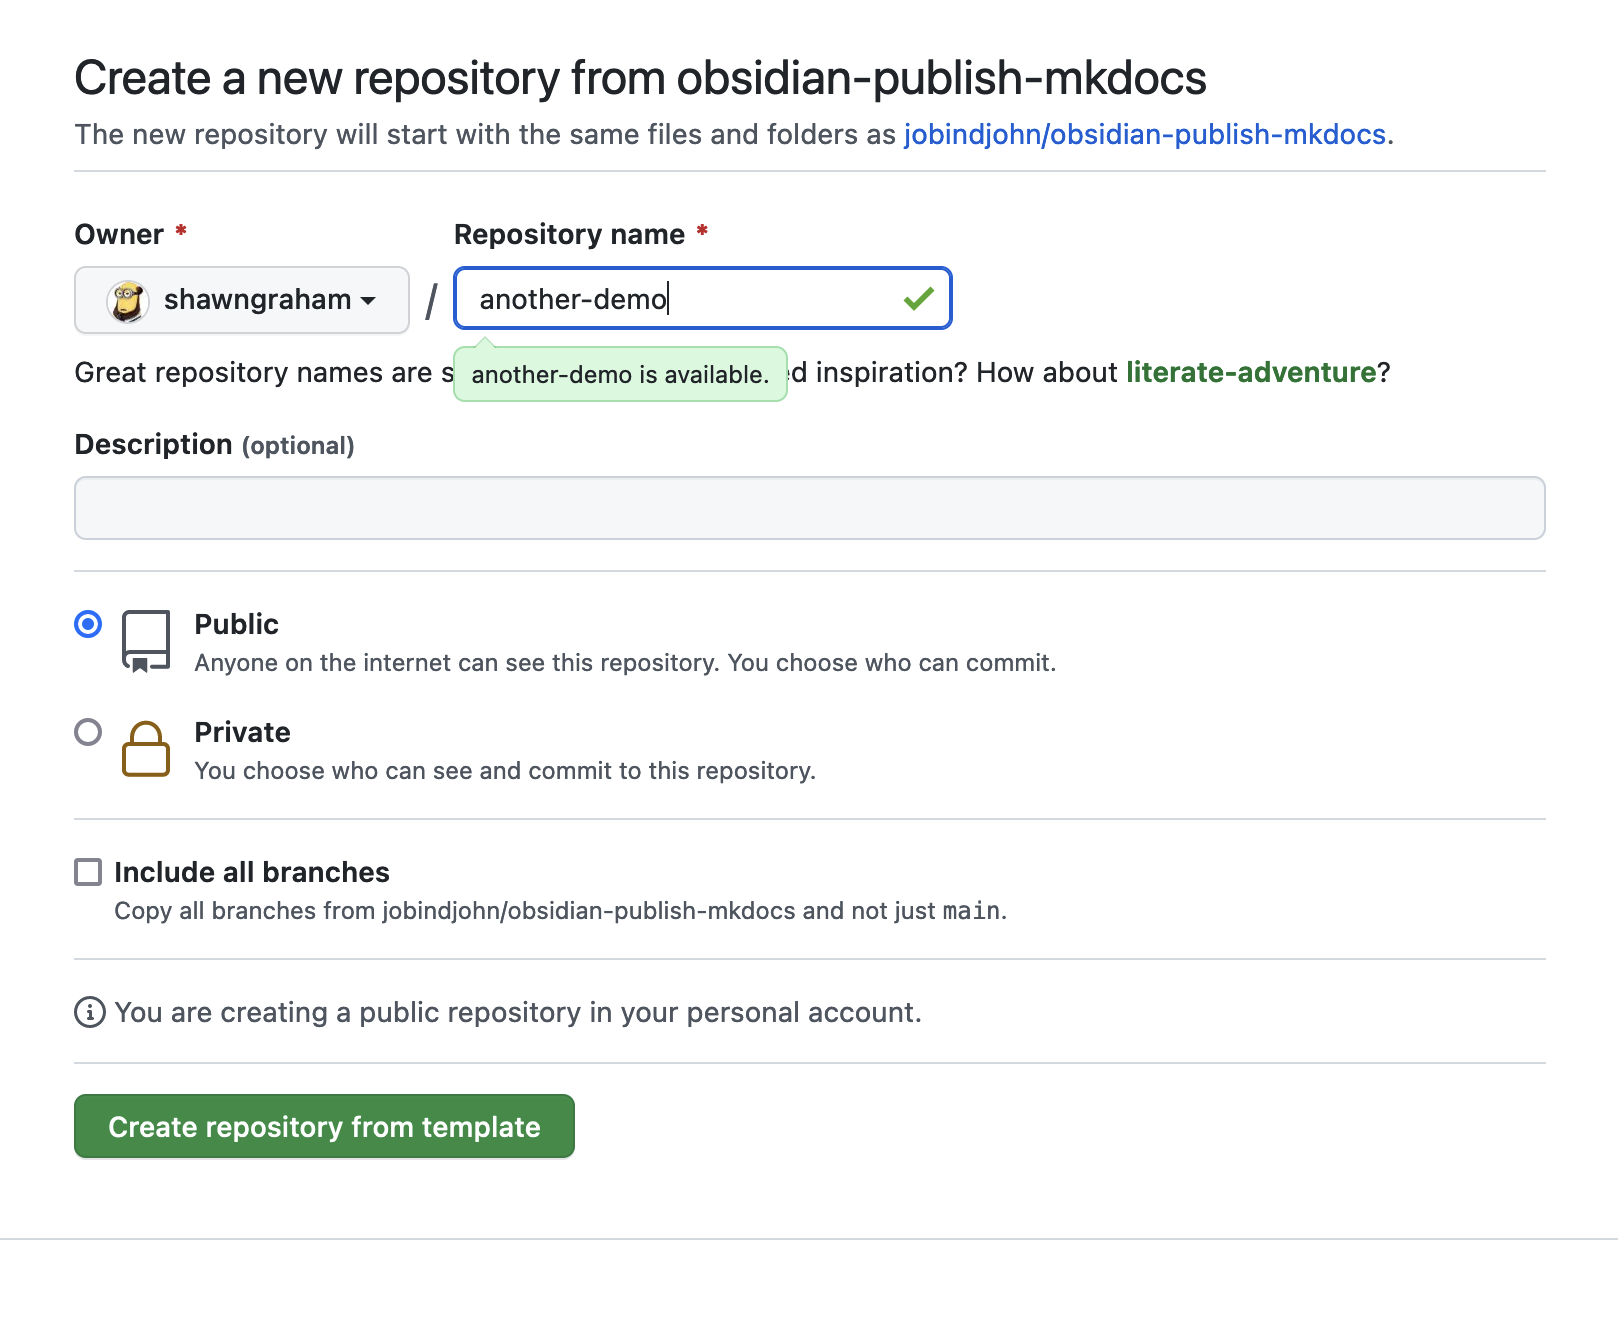 Create a new repository from obsidian-publish-mkdocs
The new repository will start with the same files and folders as jobindjohn/obsidian-publish-mkdocs.
Owner * Repository name *
shawngraham / another-demo
another-demo is available.
Great repository names are inspiration? How about literate-adventure?
Description (optional)
Public
Anyone on the internet can see this repository. You choose who can commit.
Private
You choose who can see and commit to this repository.
Include all branches
Copy all branches from jobindjohn/obsidian-publish-mkdocs and not just main.
You are creating a public repository in your personal account.
Create repository from template